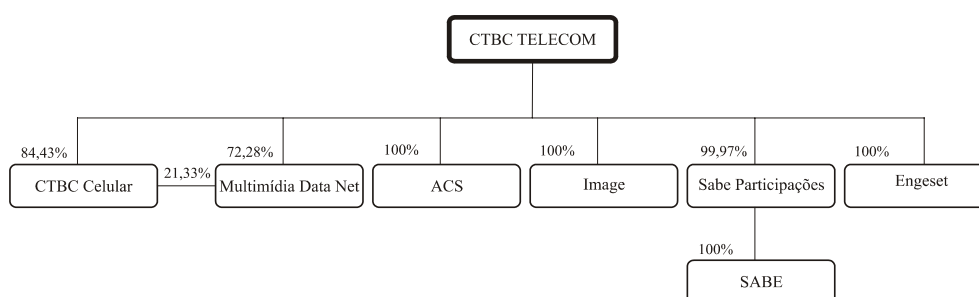 CTBC TELECOM
84,43%
72,28%
100%
100%
99,97%
100%
CTBC Celular
21,33%
Multimídia Data Net
ACS
Image
Sabe Participações
Engeset
100%
SABE